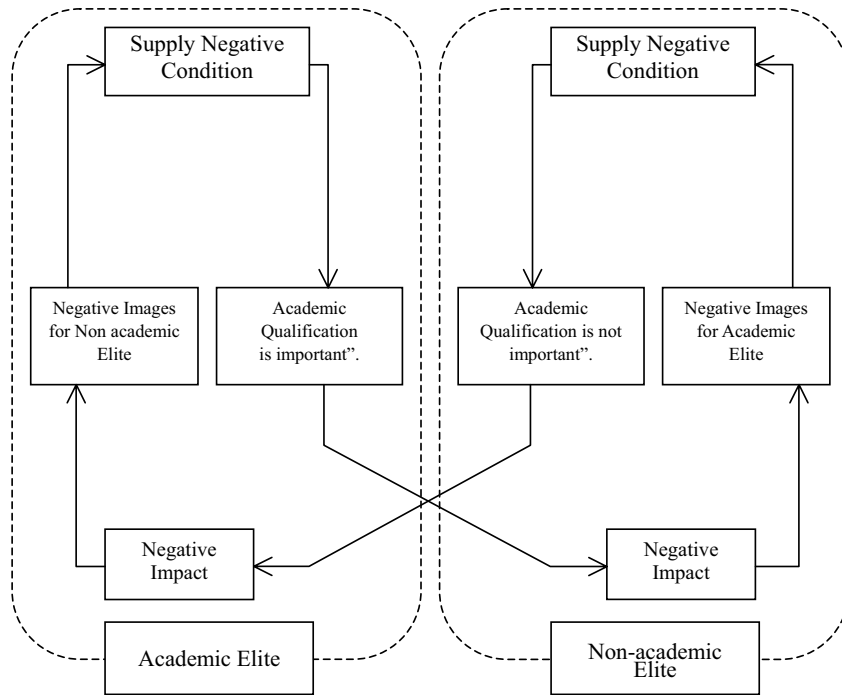 Supply Negative
Condition
Supply Negative
Condition
Negative Images
for Non academic
Elite
Academic
Qualification
is important”.
Academic
Qualification is not
important”.
Negative Images
for Academic
Elite
Negative
Impact
Negative
Impact
Academic Elite
Non-academic
Elite